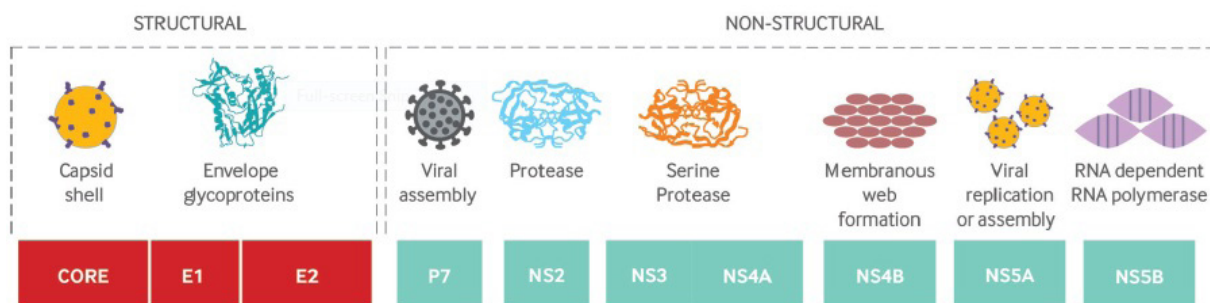 STRUCTURAL
NON-STRUCTURAL
Capsid
shell
Envelope
glycoproteins
Viral
assembly
Protease
Serine
Protease
Membranous
web
formation
Viral
replication
or assembly
RNA dependent
RNA polymerase
CORE
E1
E2
P7
NS2
NS3
NS4A
NS4B
NS5A
NS5B